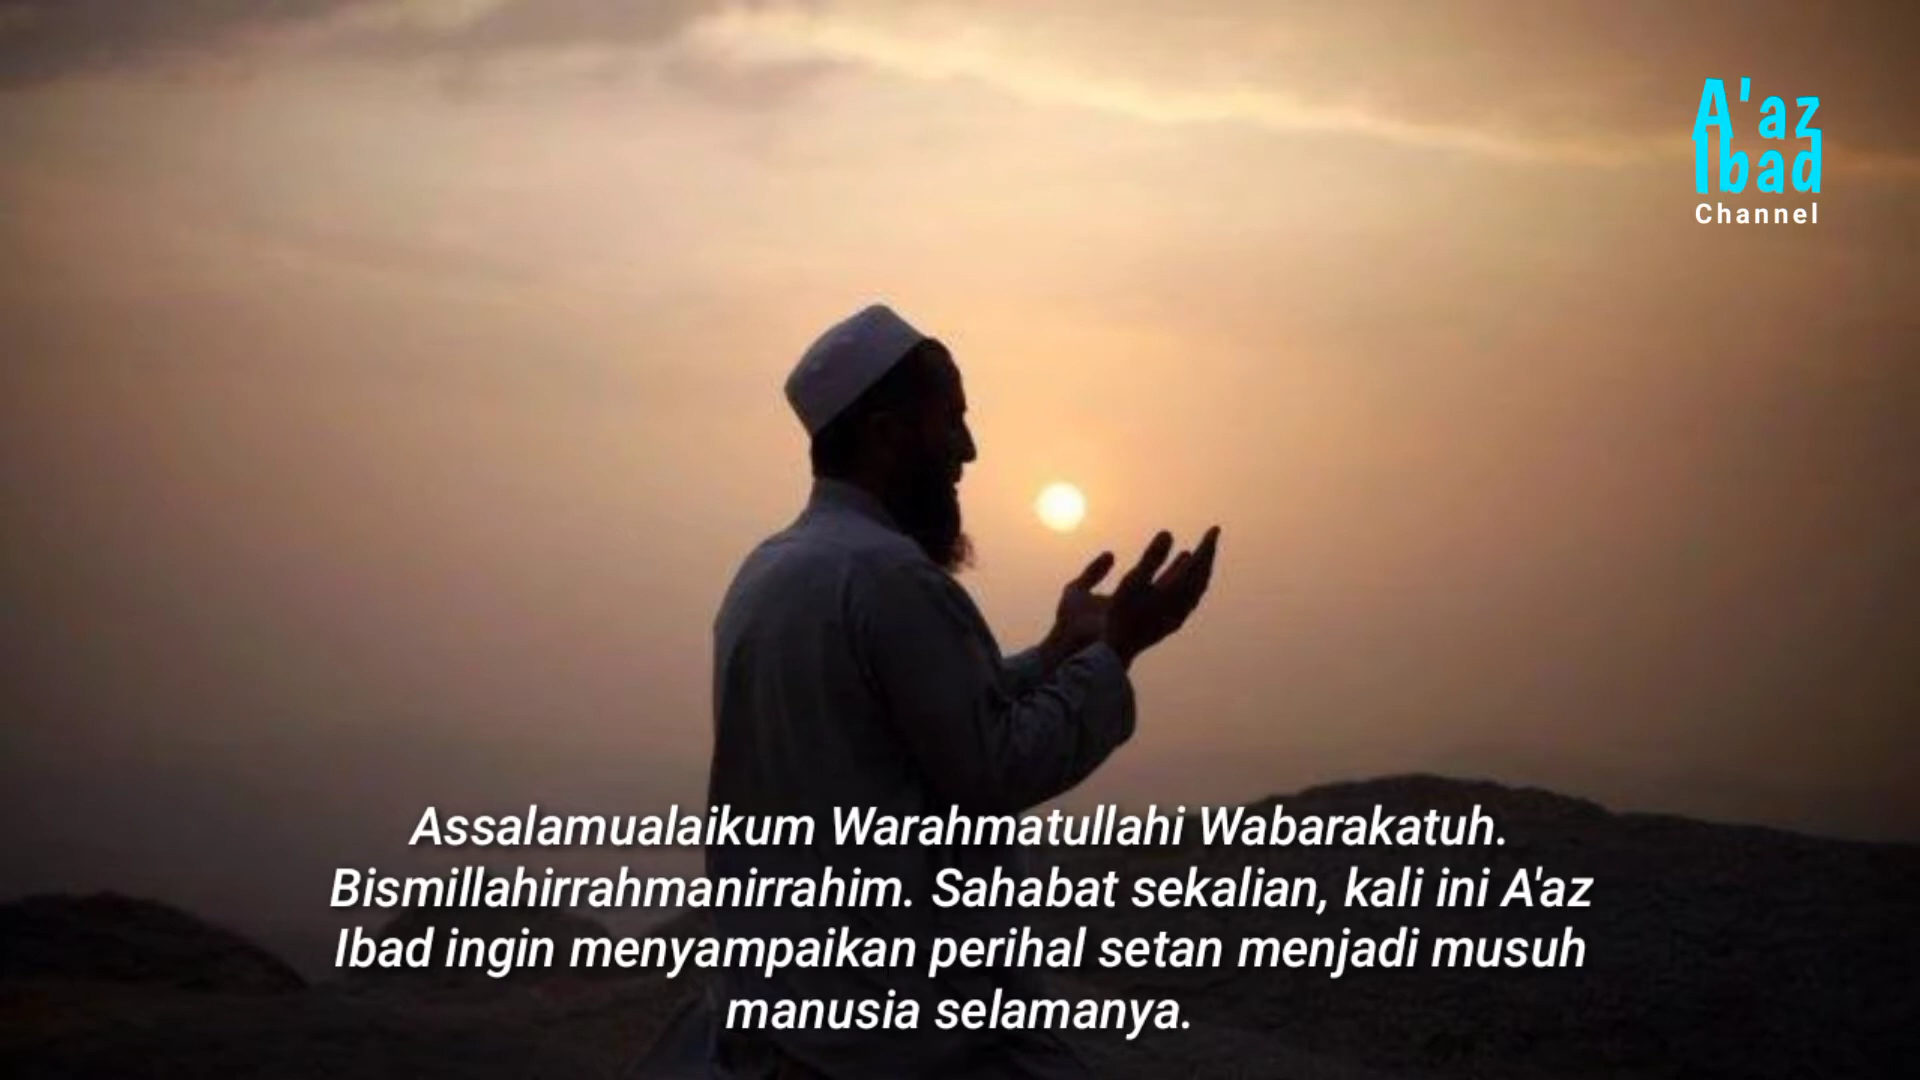 A'az
Ibad
Channel
Assalamualaikum Warahmatullahi Wabarakatuh.
Bismillahirrahmanirrahim. Sahabat sekalian, kali ini A'az
Ibad ingin menyampaikan perihal setan menjadi musuh
manusia selamanya.